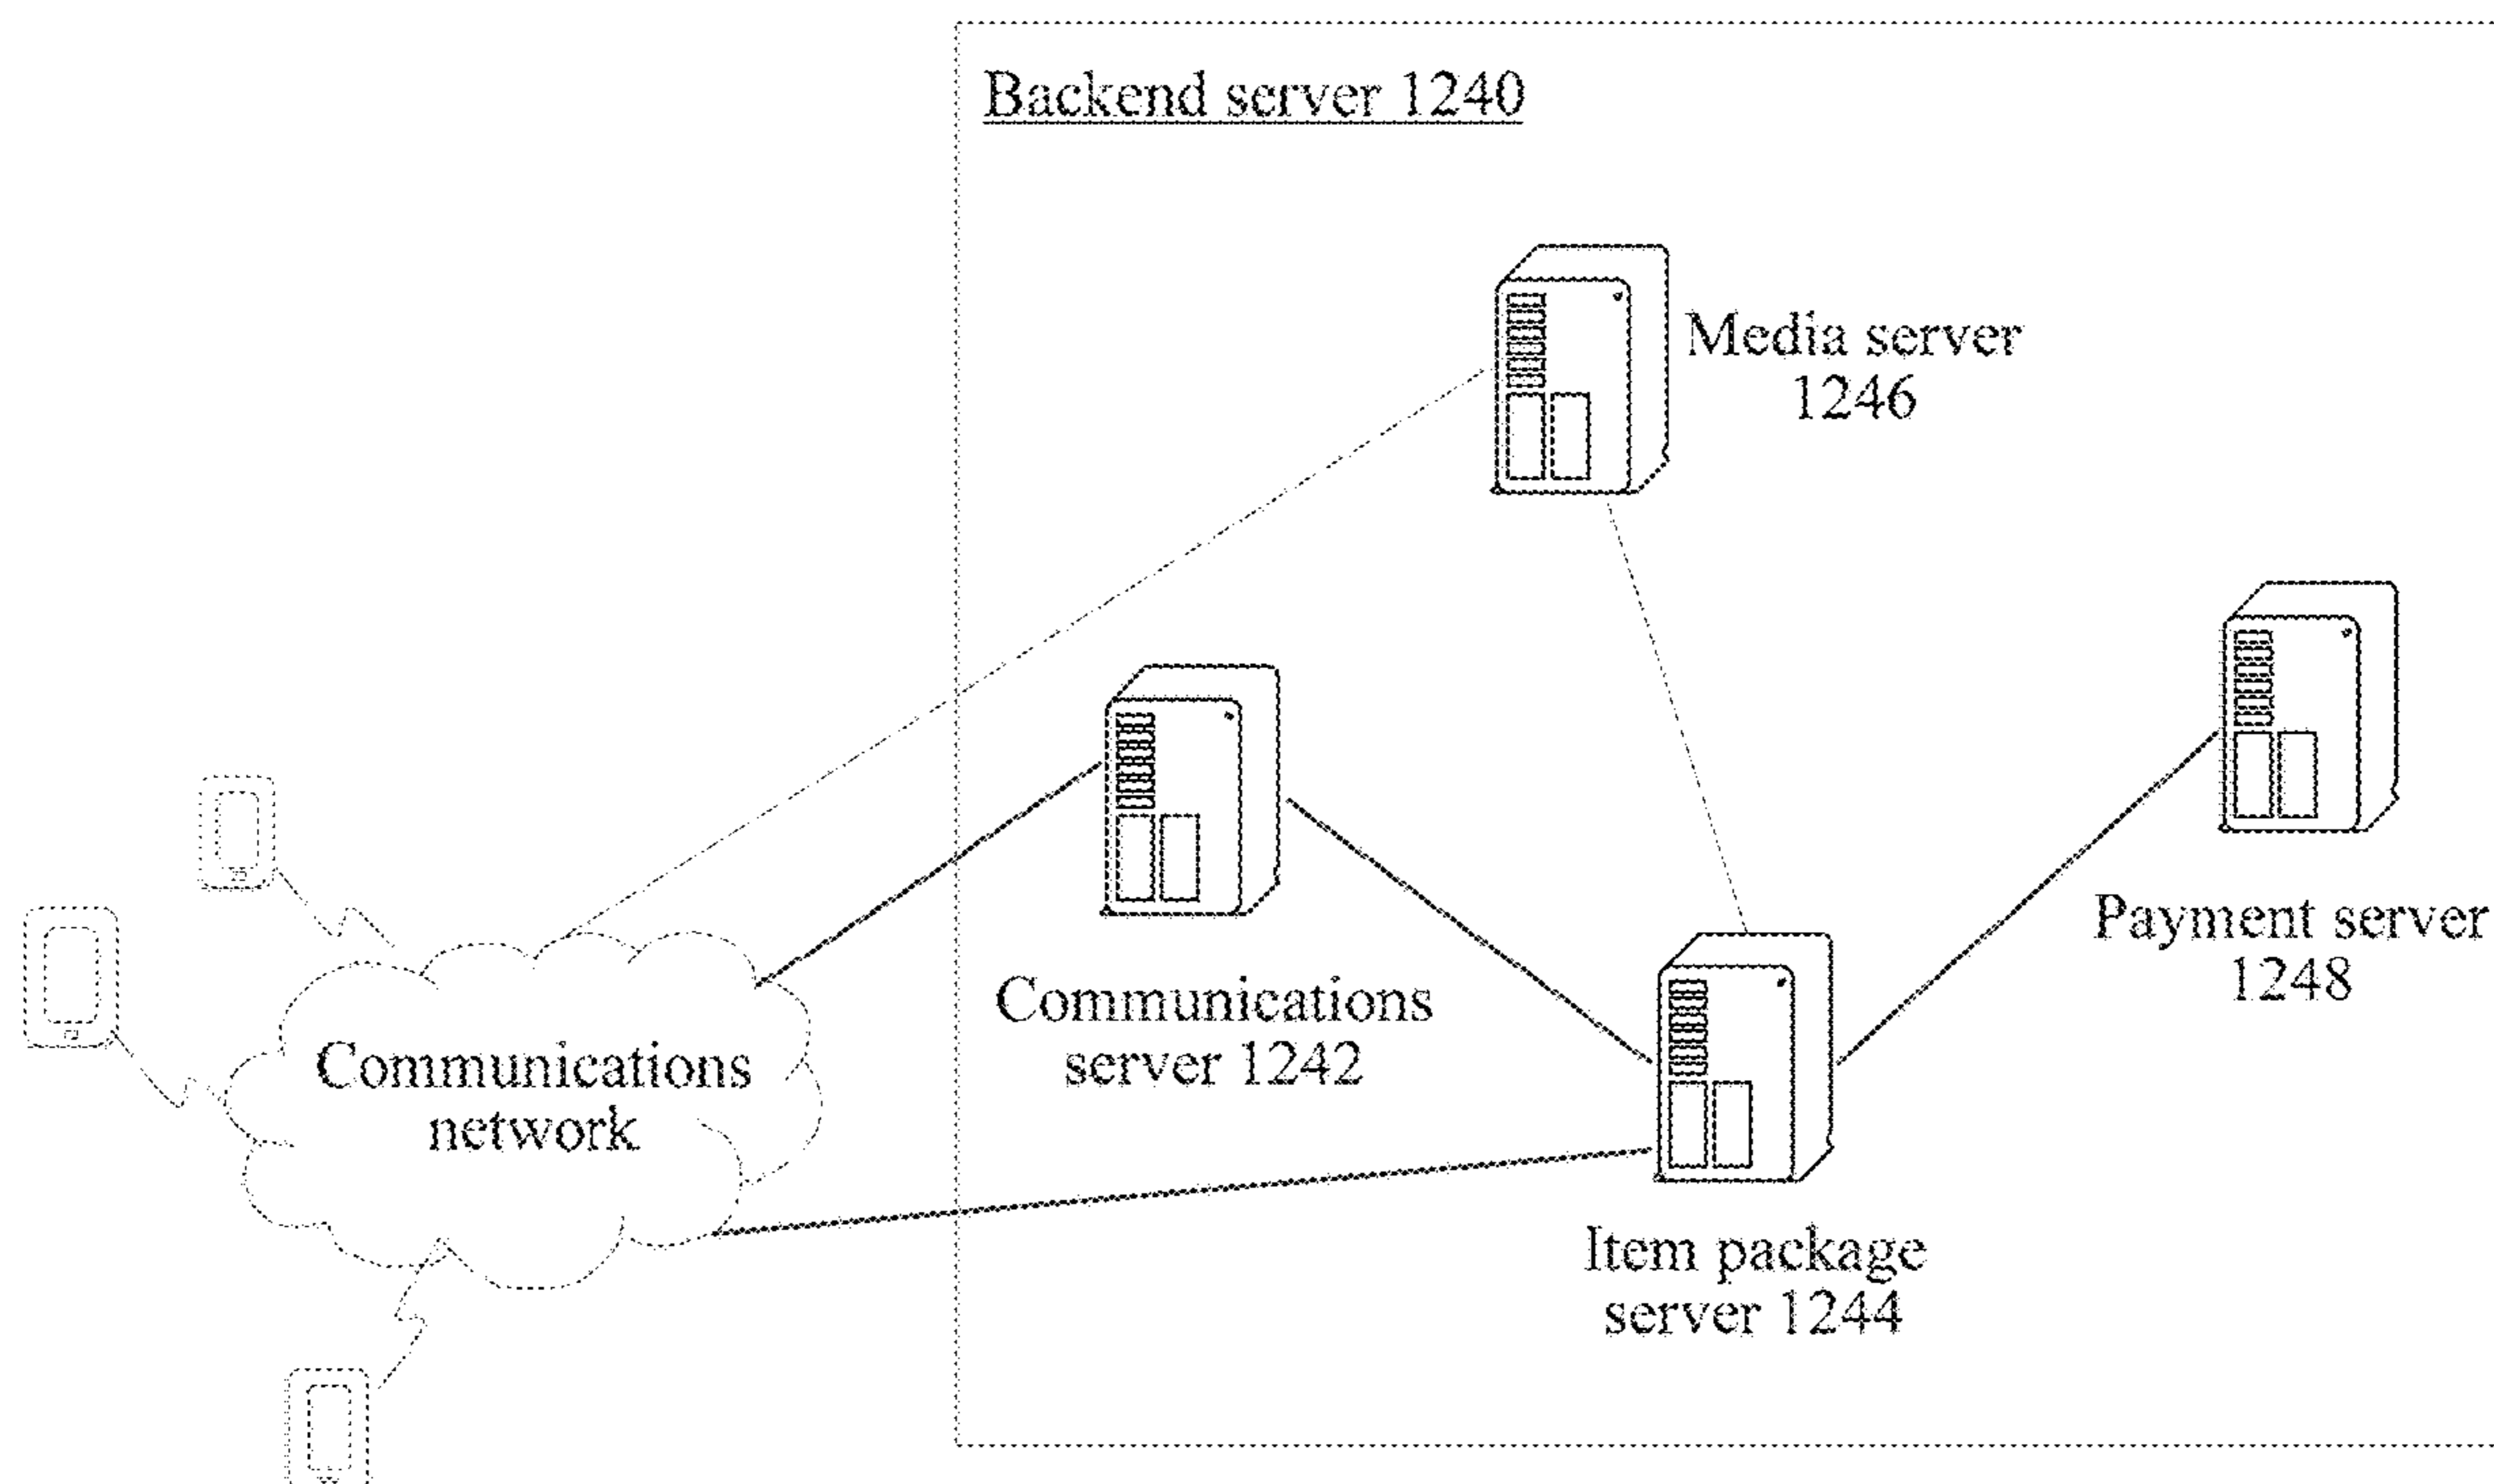 Backend server 1240
Media server
1246
Payment server
1248
Communications
server 1242
Communications
network
Item package
server 1244